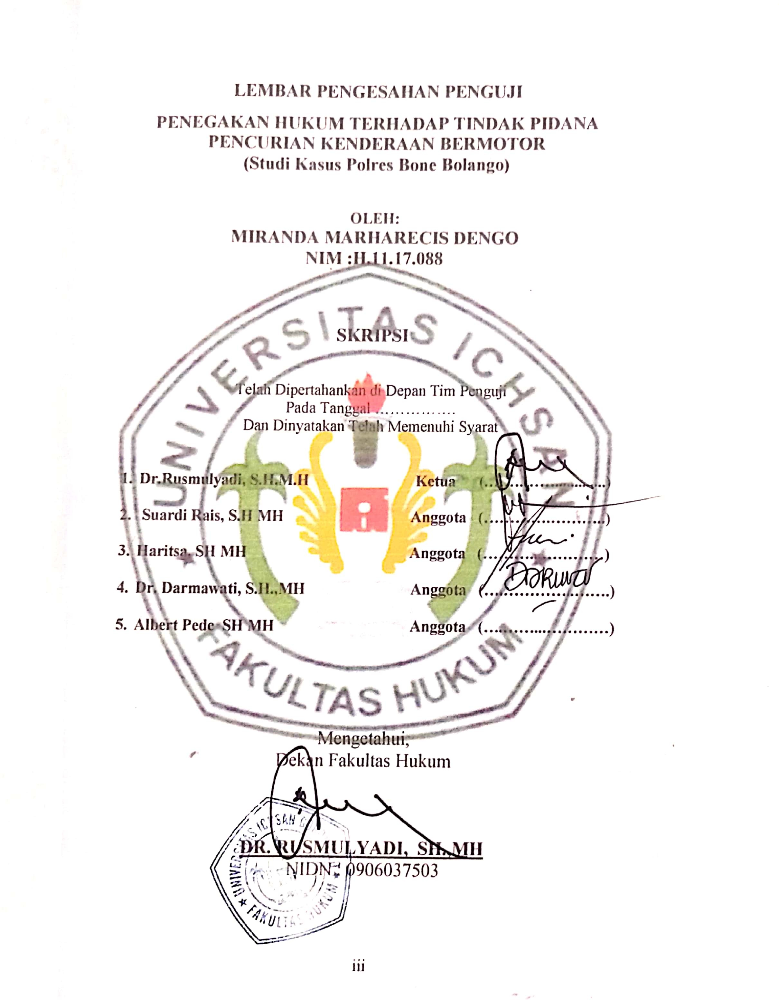 LEMBAR PENGESAHAN PENGUJI
PENEGAKAN HUKUM TERHADAP TINDAK PIDANA
PENCURIAN KENDERAAN BERMOTOR
(Studi Kasus Polres Bone Bolango)
OLEH:
MIRANDA MARHARECIS DENGO
NIM :H.11.17.088
UNIVERSITAS ICHSAN
SKRIPSI
Telah Dipertahankan di Depan Tim Penguji
Pada Tanggal ................
Dan Dinyatakan Telah Memenuhi Syarat
1. Dr.Rusmulyadi, S.H.M.H Ketua (..............................)
2. Suardi Rais, S.H MH Anggota (..............................)
3. Haritsa. SH MH Anggota (..............................)
4. Dr. Darmawati, S.H.,MH Anggota (..............................)
5. Albert Pede SH MH Anggota (..............................)
FAKULTAS HUKUM
Mengetahui,
Dekan Fakultas Hukum
DR. RUSMULYADI, SH.,MH
NIDN : 0906037503
FAKULTAS HUKUM
iii